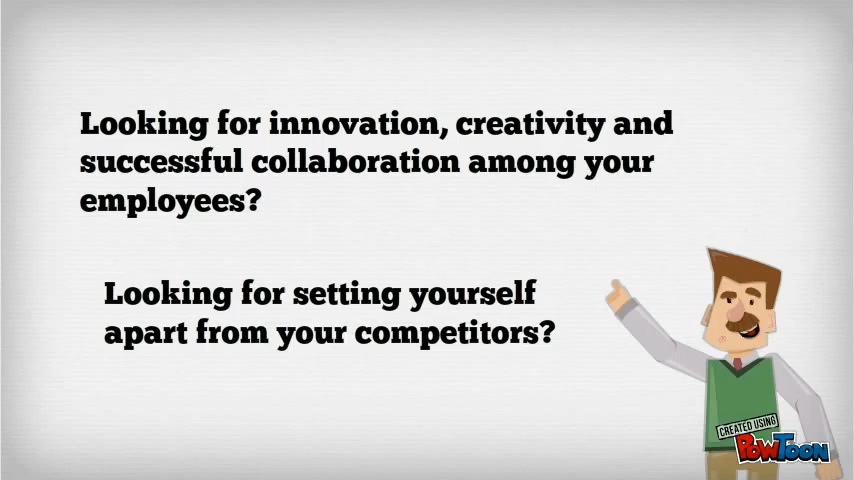 Looking for innovation, creativity and
successful collaboration among your
employees?
Looking for setting yourself
apart from your competitors?
CREATED USING
POWTOON